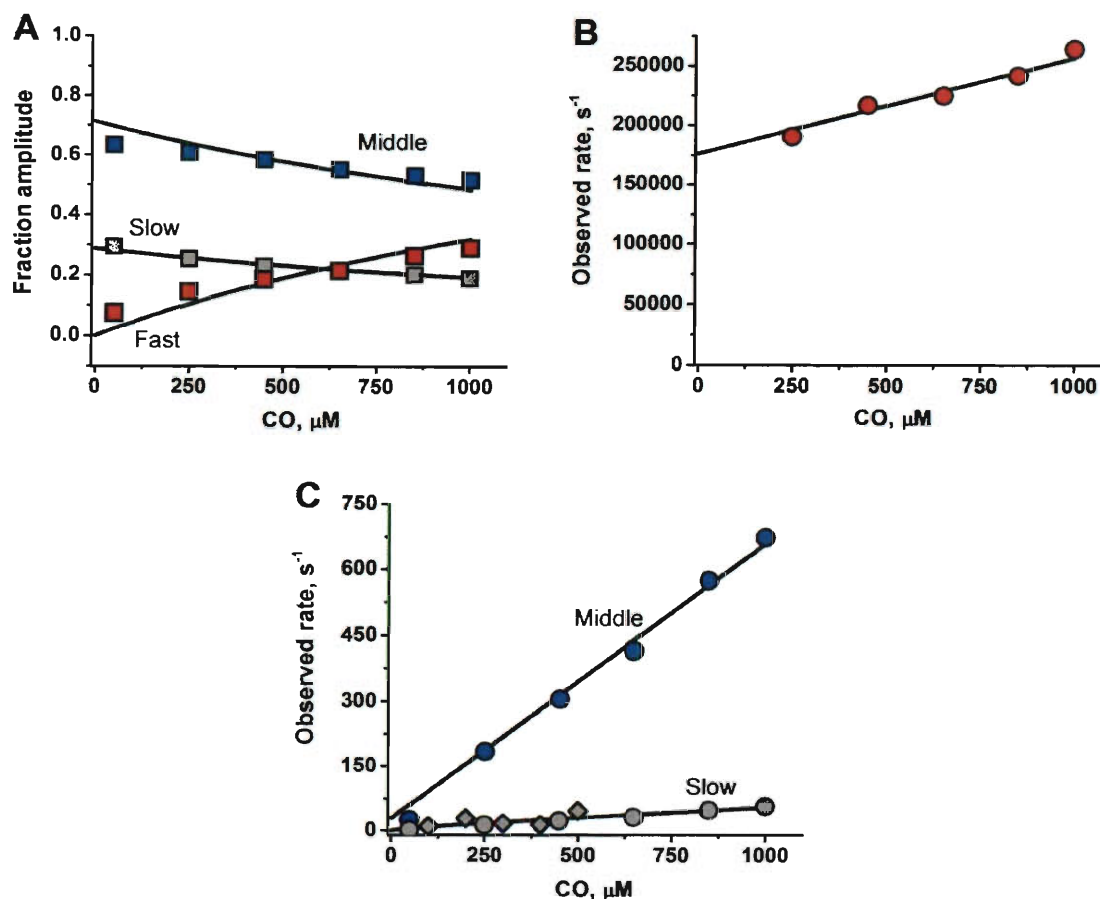 A
1.0
0.8
0.6
0.4
0.2
0.0
Fraction amplitude
Middle
Slow
Fast
0 250 500 750 1000
CO, µM
B
250000
200000
150000
100000
50000
0
Observed rate, s⁻¹
0 250 500 750 1000
CO, µM
C
750
600
450
300
150
0
Observed rate, s⁻¹
Middle
Slow
0 250 500 750 1000
CO, µM